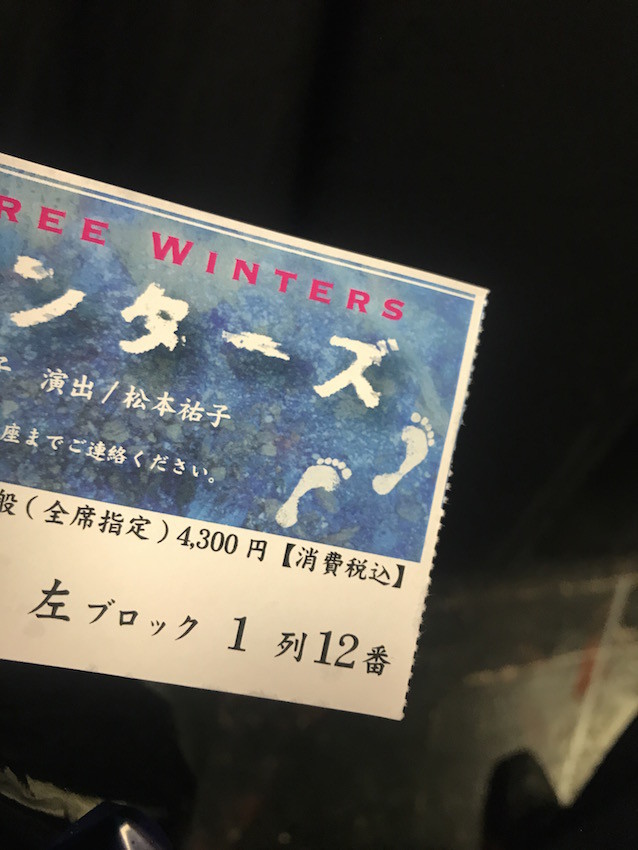 REE WINTERS
ンターズ
子 演出/松本祐子
座までご連絡ください。
般(全席指定)4,300円【消費税込】
左ブロック 1 列12番